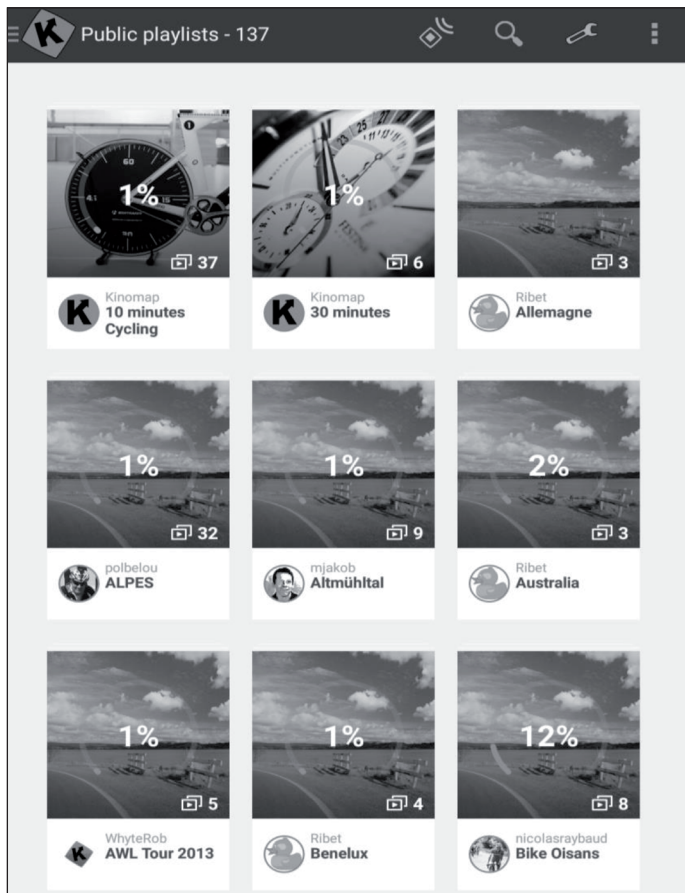 Public playlists - 137
1%
37
Kinomap
10 minutes
Cycling
1%
6
Kinomap
30 minutes
3
Ribet
Allemagne
1%
32
polbelou
ALPES
1%
9
mjakob
Altmühltal
2%
3
Ribet
Australia
1%
5
WhyteRob
AWL Tour 2013
1%
4
Ribet
Benelux
12%
8
nicolasraybaud
Bike Oisans